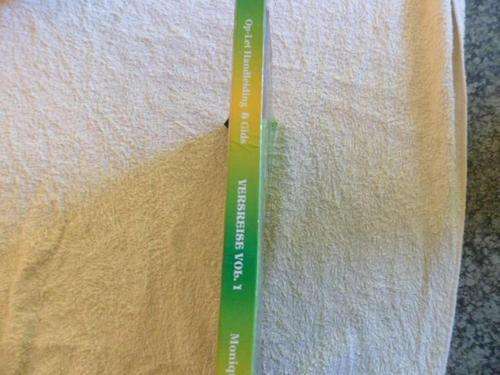 Op-Let Handleiding & Gids
VERSREISE VOL. 1
Moniq